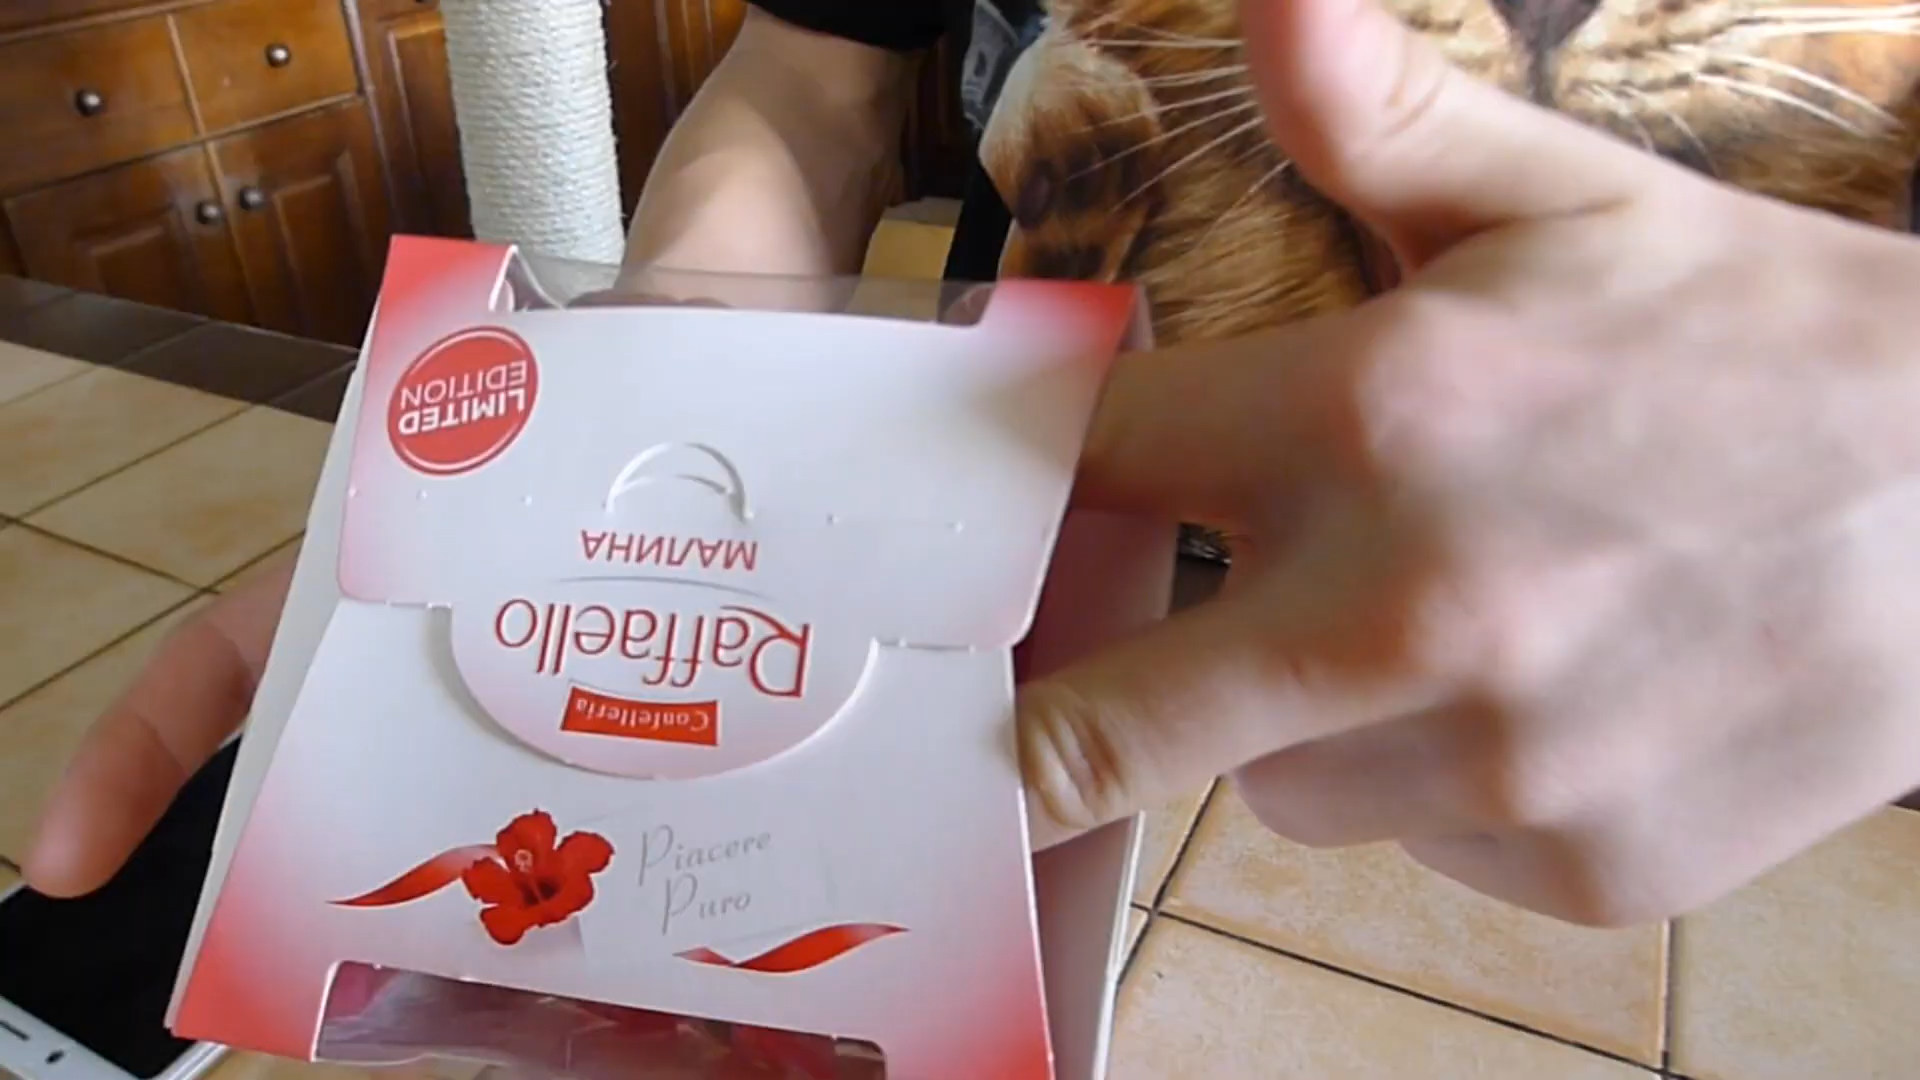 Confetteria
Raffaello
МАЛИНА
LIMITED
EDITION
Piacere
Puro